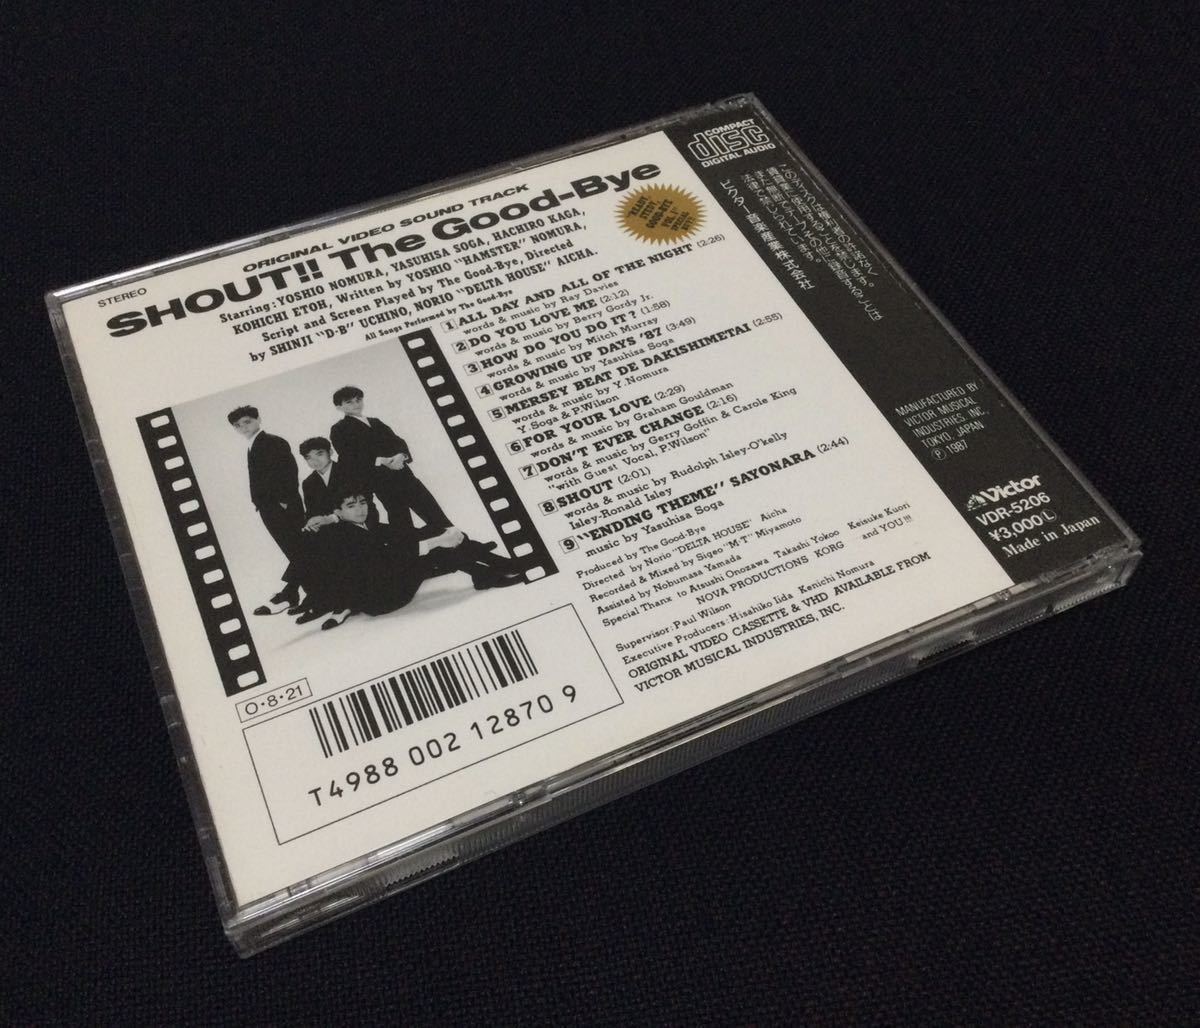 STEREO
ORIGINAL VIDEO SOUND TRACK
SHOUT!! The Good-Bye
Starring: YOSHIO NOMURA, YASUHISA SOGA, HACHIRO KAGA,
KOHICHI ETOH, Written by YOSHIO "HAMSTER" NOMURA,
Script and Screen Played by The Good-Bye, Directed
by SHINJI "D-B" UCHINO, NORIO "DELTA HOUSE" AICHA.
All Songs Performed by The Good-Bye
"READY
STEDY
GOOD-BYE
VOL. 1"
SPECIAL
1 ALL DAY AND ALL OF THE NIGHT (2:26)
words & music by Ray Davies
2 DO YOU LOVE ME (2:12)
words & music by Berry Gordy Jr.
3 HOW DO YOU DO IT? (1:58)
words & music by Mitch Murray
4 GROWING UP DAYS '87 (3:49)
words & music by Yasuhisa Soga
5 MERSEY BEAT DE DAKISHIMETAI (2:55)
words & music by Y.Nomura
Y.Soga & P.Wilson
6 FOR YOUR LOVE (2:29)
words & music by Graham Gouldman
7 DON'T EVER CHANGE (2:16)
words & music by Gerry Goffin & Carole King
"with Guest Vocal, P.Wilson"
8 SHOUT (2:01)
words & music by Rudolph Isley-O'kelly
Isley-Ronald Isley
9 "ENDING THEME" SAYONARA (2:44)
music by Yasuhisa Soga
Produced by The Good-Bye
Directed by Norio "DELTA HOUSE" Aicha
Recorded & Mixed by Sigeo "M·T" Miyamoto
Assisted by Nobumasa Yamada
Special Thanx to Atsushi Onozawa Takashi Yokoo Keisuke Kuori
NOVA PRODUCTIONS KORG and YOU!!!
Supervisor: Paul Wilson
Executive Producers: Hisahiko Iida Kenichi Nomura
ORIGINAL VIDEO CASSETTE & VHD AVAILABLE FROM
VICTOR MUSICAL INDUSTRIES, INC.
O·8·21
T4988 002 12870 9
COMPACT
disc
DIGITAL AUDIO
ビクター音楽産業株式会社
MANUFACTURED BY
VICTOR MUSICAL
INDUSTRIES, INC.
TOKYO, JAPAN
Ⓟ 1987
Victor
VDR-5206
¥3,000 L
Made in Japan